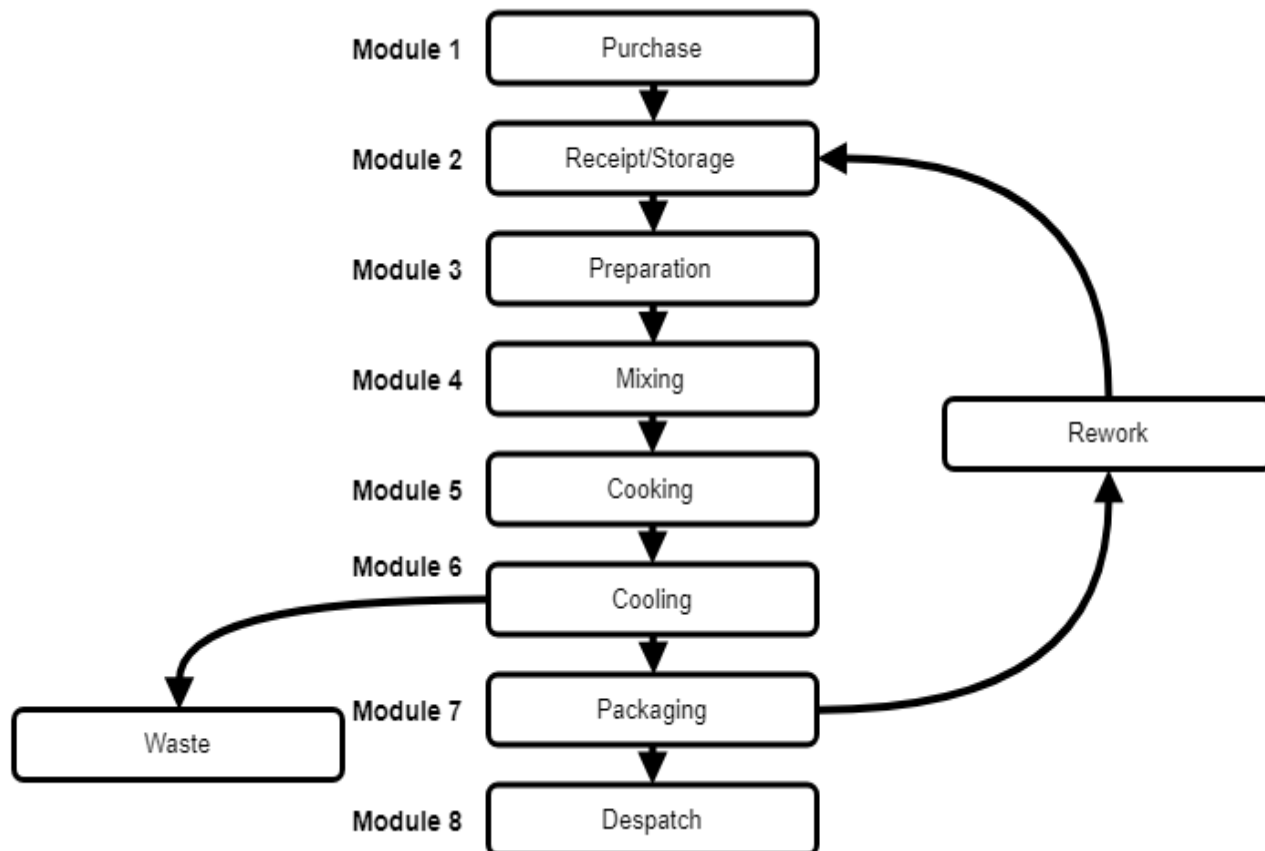 Module 1
Purchase
Module 2
Receipt/Storage
Module 3
Preparation
Module 4
Mixing
Rework
Module 5
Cooking
Module 6
Cooling
Module 7
Packaging
Waste
Module 8
Despatch